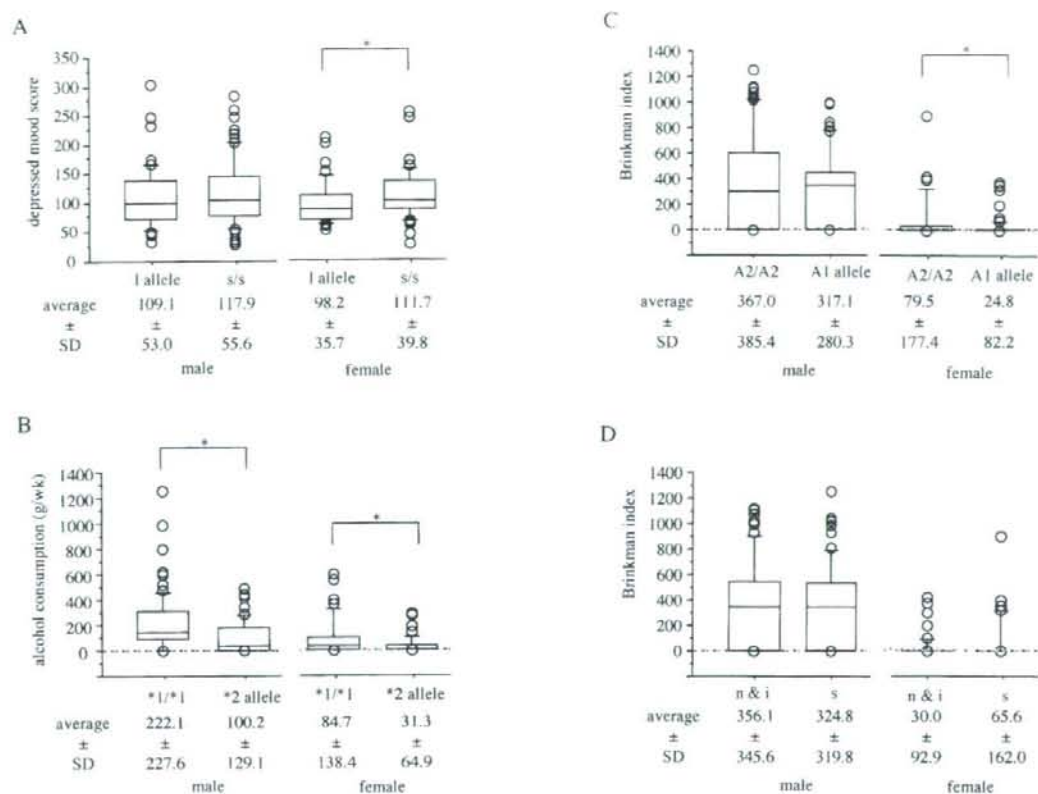 A
*
depressed mood score
350
300
250
200
150
100
50
0
l allele s/s l allele s/s
average 109.1 117.9 98.2 111.7
± ± ± ± ±
SD 53.0 55.6 35.7 39.8
male female
B
*
*
alcohol consumption (g/wk)
1400
1200
1000
800
600
400
200
0
*1/*1 *2 allele *1/*1 *2 allele
average 222.1 100.2 84.7 31.3
± ± ± ± ±
SD 227.6 129.1 138.4 64.9
male female
C
*
Brinkman index
1400
1200
1000
800
600
400
200
0
A2/A2 A1 allele A2/A2 A1 allele
average 367.0 317.1 79.5 24.8
± ± ± ± ±
SD 385.4 280.3 177.4 82.2
male female
D
Brinkman index
1400
1200
1000
800
600
400
200
0
n & i s n & i s
average 356.1 324.8 30.0 65.6
± ± ± ± ±
SD 345.6 319.8 92.9 162.0
male female